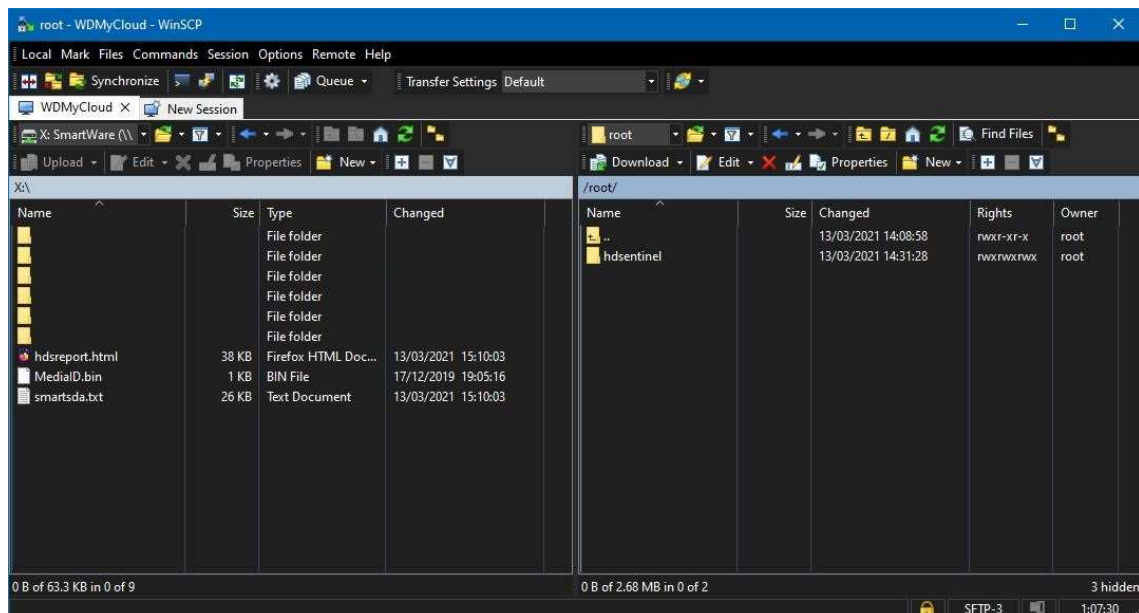 root - WDMyCloud - WinSCP
Local Mark Files Commands Session Options Remote Help
Synchronize Queue Transfer Settings Default
WDMyCloud New Session
X: SmartWare (\\
Upload Edit Properties New
X:\
Name Size Type Changed
File folder
File folder
File folder
File folder
File folder
File folder
hdsreport.html 38 KB Firefox HTML Doc... 13/03/2021 15:10:03
MediaID.bin 1 KB BIN File 17/12/2019 19:05:16
smartsda.txt 26 KB Text Document 13/03/2021 15:10:03
0 B of 63.3 KB in 0 of 9
root Find Files
Download Edit Properties New
/root/
Name Size Changed Rights Owner
.. 13/03/2021 14:08:58 rwxr-xr-x root
hdsentinel 13/03/2021 14:31:28 rwxrwxrwx root
0 B of 2.68 MB in 0 of 2 3 hidden
SFTP-3 1:07:30